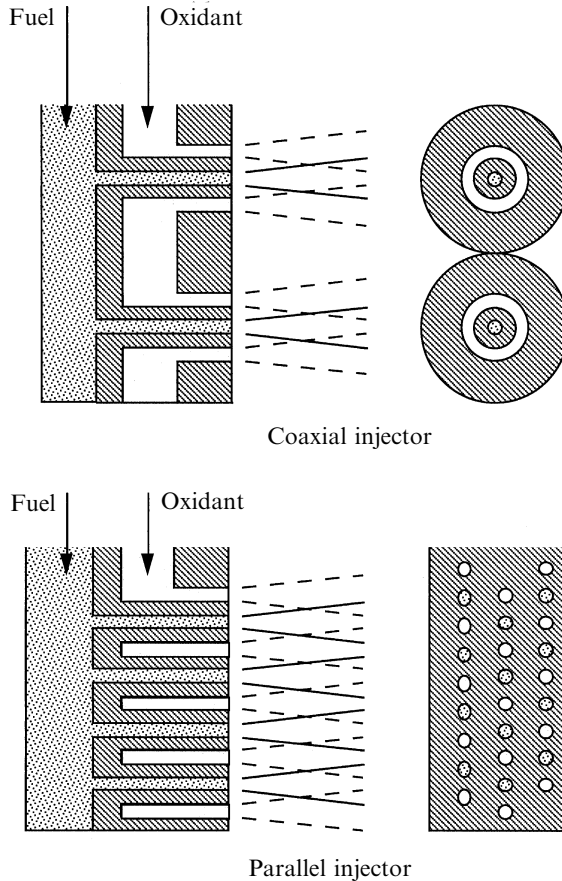 Fuel
Oxidant
Coaxial injector
Fuel
Oxidant
Parallel injector